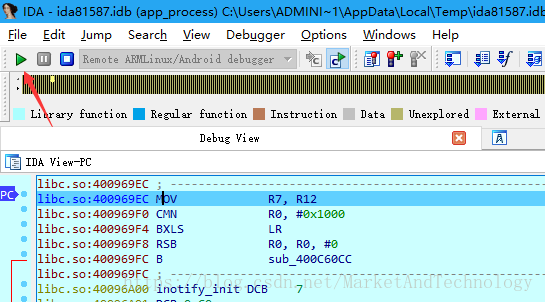 IDA - ida81587.idb (app_process) C:\Users\ADMINI~1\AppData\Local\Temp\ida81587.idb
File Edit Jump Search View Debugger Options Windows Help
Remote ARMLinux/Android debugger
Library function Regular function Instruction Data Unexplored External
Debug View
IDA View-PC
libc.so:400969EC ; ------------------------------------------------
PC libc.so:400969EC MOV R7, R12
libc.so:400969F0 CMN R0, #0x1000
libc.so:400969F4 BXLS LR
libc.so:400969F8 RSB R0, R0, #0
libc.so:400969FC B sub_400C60CC
libc.so:400969FC ; ------------------------------------------------
libc.so:40096A00 inotify_init DCB 7
https://blog.csdn.net/MarketAndTechnology